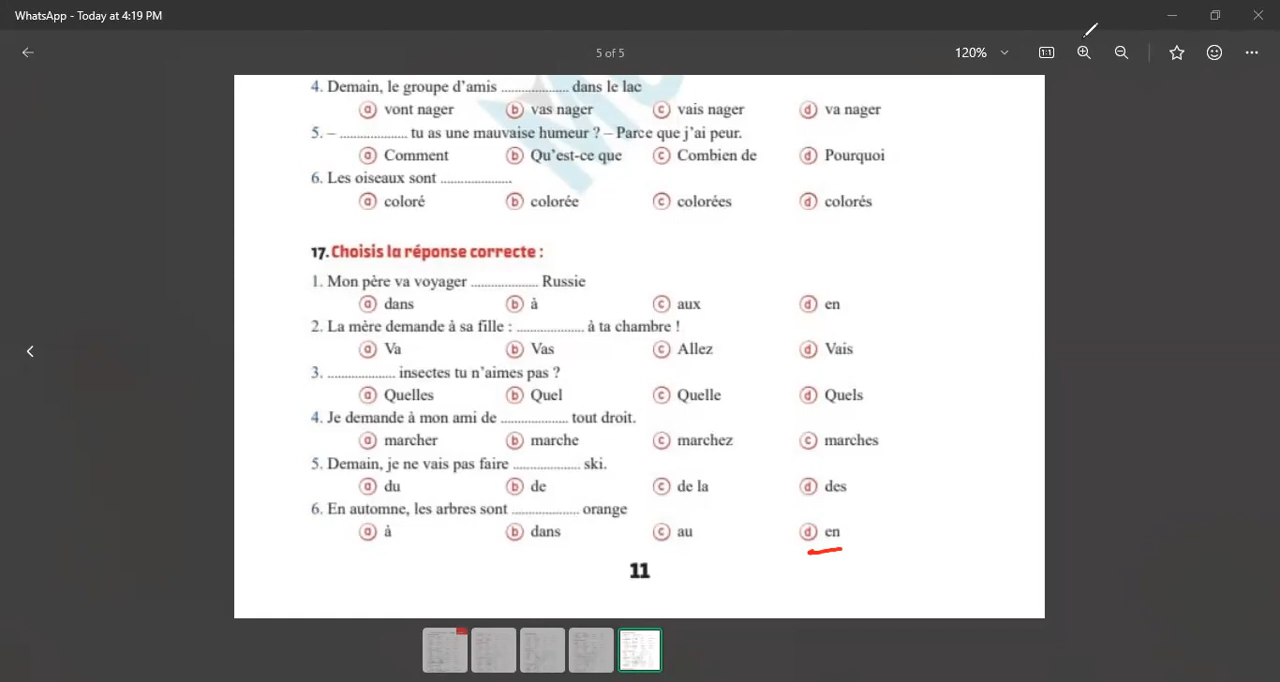 WhatsApp - Today at 4:19 PM
5 of 5
120%
1:1
4. Demain, le groupe d'amis .................... dans le lac
a vont nager b vas nager c vais nager d va nager
5. – .................... tu as une mauvaise humeur ? – Parce que j'ai peur.
a Comment b Qu'est-ce que c Combien de d Pourquoi
6. Les oiseaux sont .....................
a coloré b colorée c colorées d colorés
17. Choisis la réponse correcte :
1. Mon père va voyager .................... Russie
a dans b à c aux d en
2. La mère demande à sa fille : .................... à ta chambre !
a Va b Vas c Allez d Vais
3. .................... insectes tu n'aimes pas ?
a Quelles b Quel c Quelle d Quels
4. Je demande à mon ami de .................... tout droit.
a marcher b marche c marchez c marches
5. Demain, je ne vais pas faire .................... ski.
a du b de c de la d des
6. En automne, les arbres sont .................... orange
a à b dans c au d en
11